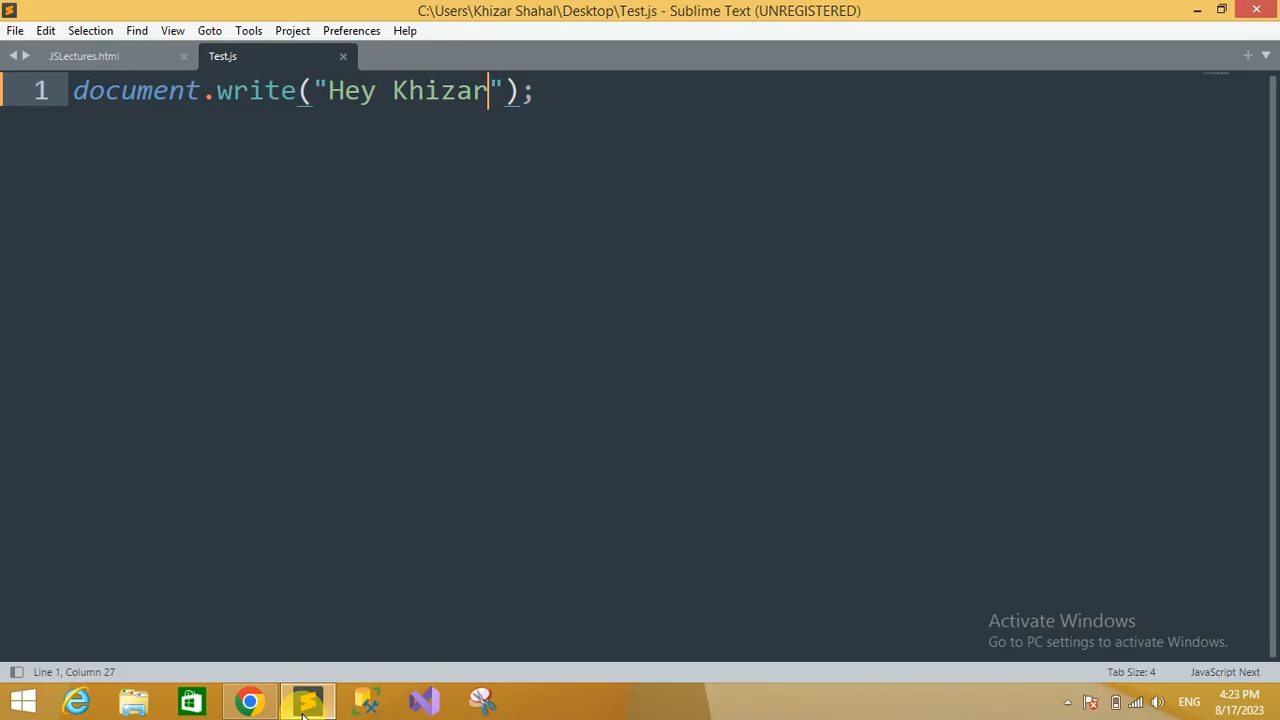 C:\Users\Khizar Shahal\Desktop\Test.js - Sublime Text (UNREGISTERED)
File Edit Selection Find View Goto Tools Project Preferences Help
JSLectures.html Test.js
1 document.write("Hey Khizar");
Activate Windows
Go to PC settings to activate Windows.
Line 1, Column 27 Tab Size: 4 JavaScript Next
ENG 4:23 PM
8/17/2023